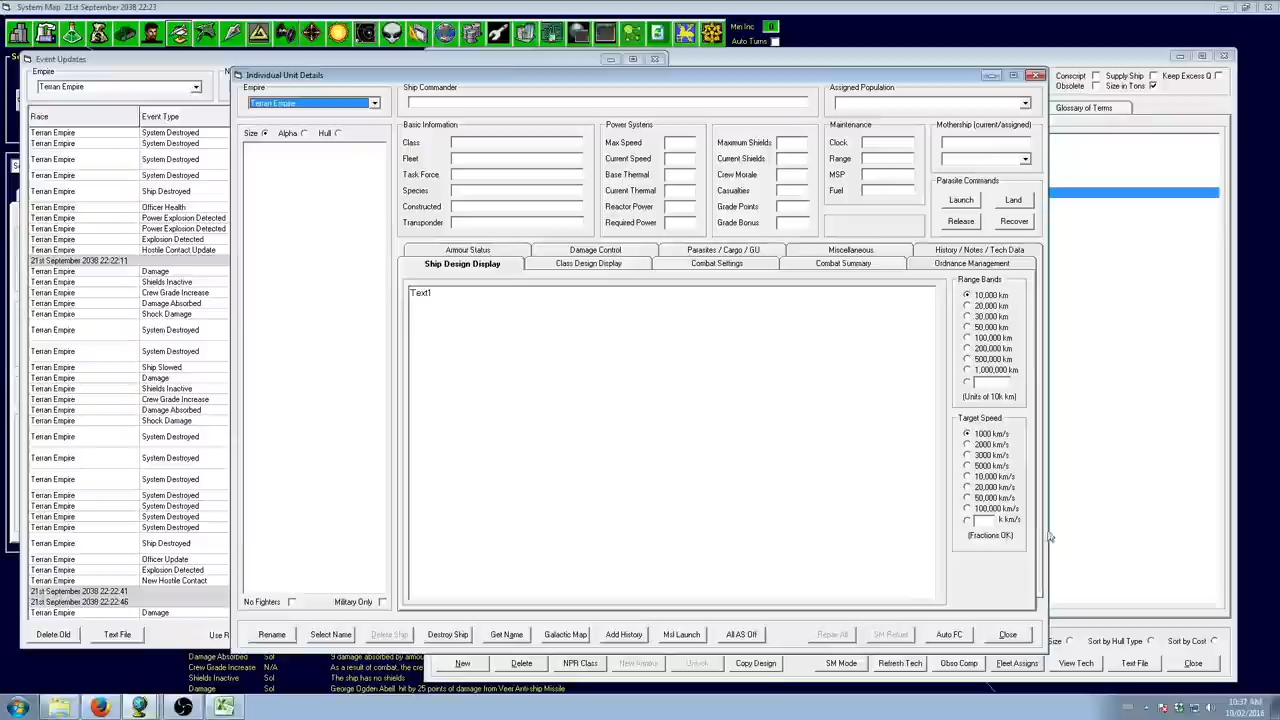 System Map 21st September 2038 22:23
Min Inc 0
Auto Turns
Event Updates
Empire
Terran Empire
Race Event Type
Terran Empire System Destroyed
Terran Empire System Destroyed
Terran Empire System Destroyed
Terran Empire System Destroyed
Terran Empire Ship Destroyed
Terran Empire Officer Health
Terran Empire Power Explosion Detected
Terran Empire Power Explosion Detected
Terran Empire Explosion Detected
Terran Empire Hostile Contact Update
21st September 2038 22:22:11
Terran Empire Damage
Terran Empire Shields Inactive
Terran Empire Crew Grade Increase
Terran Empire Damage Absorbed
Terran Empire Shock Damage
Terran Empire System Destroyed
Terran Empire System Destroyed
Terran Empire Ship Slowed
Terran Empire Damage
Terran Empire Shields Inactive
Terran Empire Crew Grade Increase
Terran Empire Damage Absorbed
Terran Empire Shock Damage
Terran Empire System Destroyed
Terran Empire System Destroyed
Terran Empire System Destroyed
Terran Empire System Destroyed
Terran Empire System Destroyed
Terran Empire System Destroyed
Terran Empire System Destroyed
Terran Empire Ship Destroyed
Terran Empire Officer Update
Terran Empire Explosion Detected
Terran Empire New Hostile Contact
21st September 2038 22:22:41
21st September 2038 22:22:46
Terran Empire Damage
Delete Old Text File Use R
Individual Unit Details
Empire Ship Commander Assigned Population
Terran Empire
Size Alpha Hull
Basic Information Power Systems Maintenance Mothership (current/assigned)
Class Max Speed Maximum Shields Clock
Fleet Current Speed Current Shields Range
Task Force Base Thermal Crew Morale MSP
Species Current Thermal Casualties Fuel
Constructed Reactor Power Grade Points
Transponder Required Power Grade Bonus
Parasite Commands
Launch Land
Release Recover
Armour Status Damage Control Parasites / Cargo / GU Miscellaneous History / Notes / Tech Data
Ship Design Display Class Design Display Combat Settings Combat Summary Ordnance Management
Text1
Range Bands
10,000 km
20,000 km
30,000 km
50,000 km
100,000 km
200,000 km
500,000 km
1,000,000 km
(Units of 10k km)
Target Speed
1000 km/s
2000 km/s
3000 km/s
5000 km/s
10,000 km/s
20,000 km/s
50,000 km/s
100,000 km/s
k km/s
(Fractions OK)
No Fighters Military Only
Rename Select Name Delete Ship Destroy Ship Get Name Galactic Map Add History Msl Launch All AS Off Repair All SM Refuel Auto FC Close
Conscript Supply Ship Keep Excess Q
Obsolete Size in Tons
Glossary of Terms
Size Sort by Hull Type Sort by Cost
New Delete NPR Class New Armour Copy Design SM Mode Refresh Tech Obso Comp Fleet Assigns View Tech Text File Close
Damage Absorbed Sol 9 damage absorbed by armou
Crew Grade Increase N/A As a result of combat, the cre
Shields Inactive Sol The ship has no shields
Damage Sol George Ogden Abell hit by 25 points of damage from Veer Anti-ship Missile
10:37 AM
10/02/2016